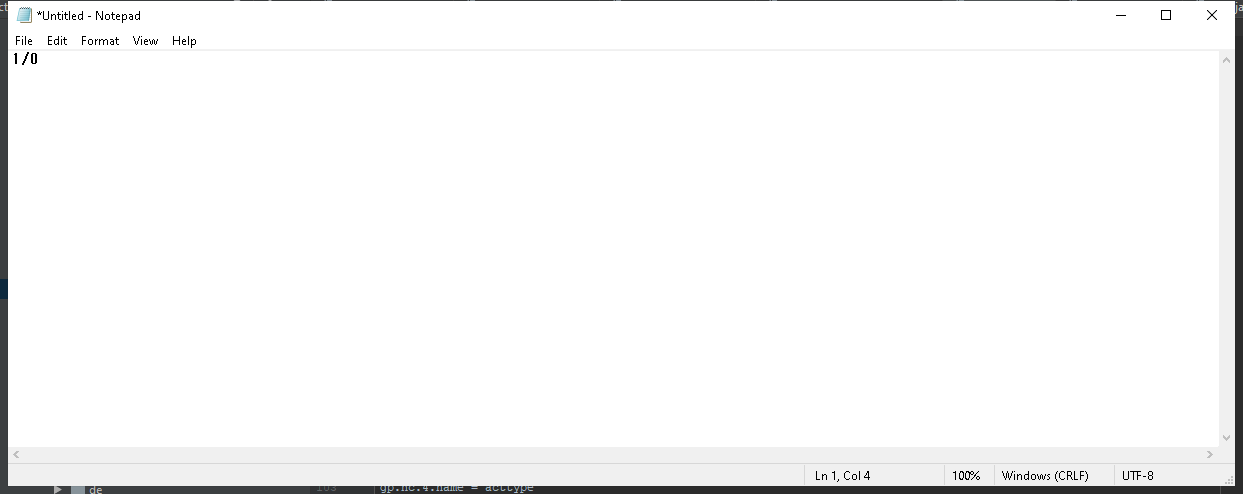 *Untitled - Notepad
File Edit Format View Help
1/0
Ln 1, Col 4 100% Windows (CRLF) UTF-8
de 103 gp.nc.4.name = acttype